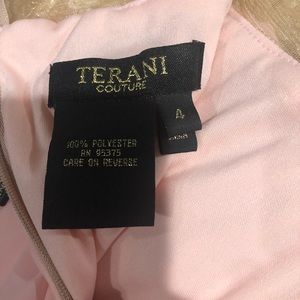 TERANI
COUTURE
4
100% POLYESTER
RN 95375
CARE ON REVERSE